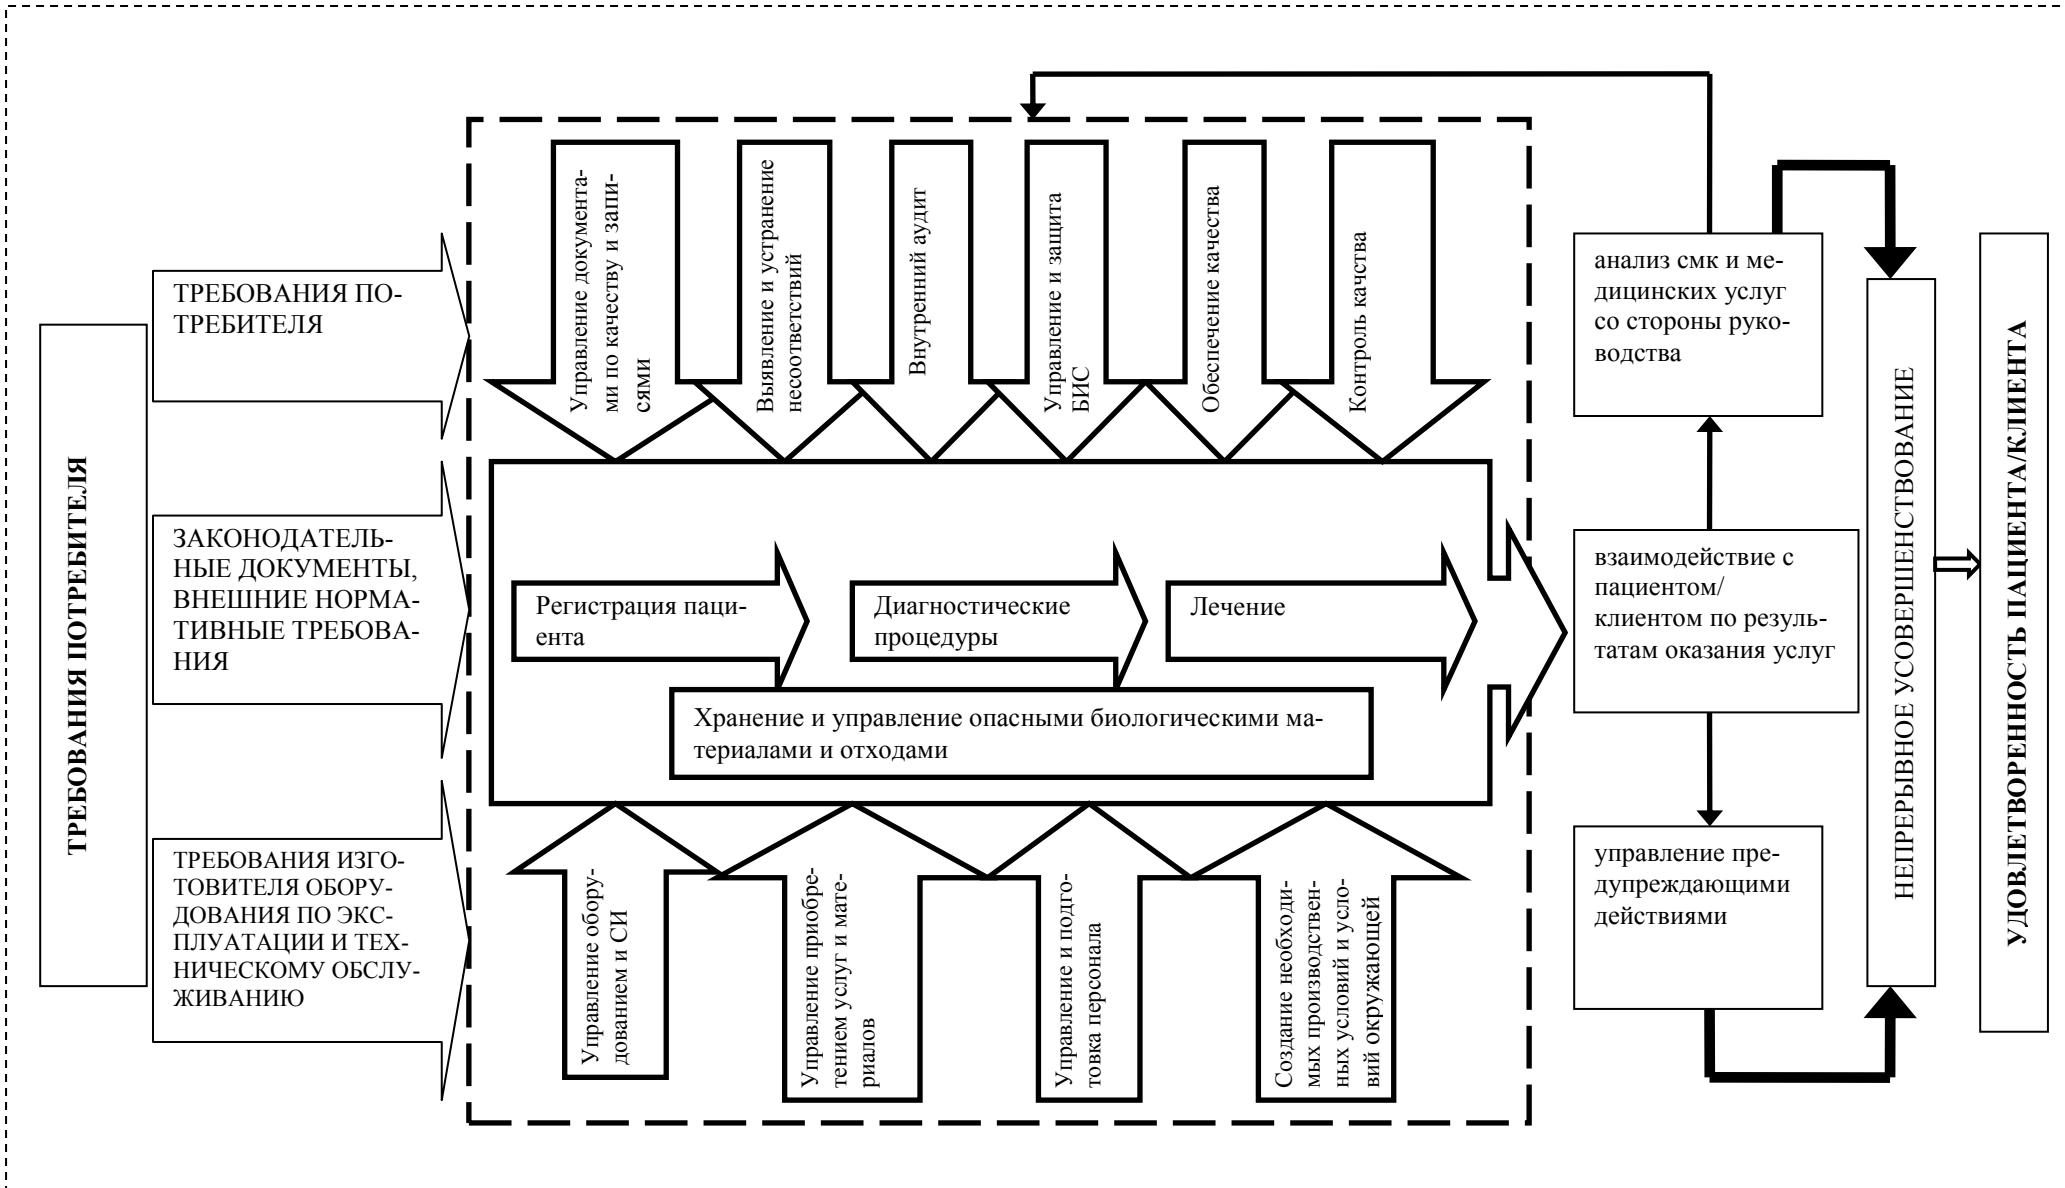 ТРЕБОВАНИЯ ПОТРЕБИТЕЛЯ
ТРЕБОВАНИЯ ПО-
ТРЕБИТЕЛЯ
ЗАКОНОДАТЕЛЬ-
НЫЕ ДОКУМЕНТЫ,
ВНЕШНИЕ НОРМА-
ТИВНЫЕ ТРЕБОВА-
НИЯ
ТРЕБОВАНИЯ ИЗГО-
ТОВИТЕЛЯ ОБОРУ-
ДОВАНИЯ ПО ЭКС-
ПЛУАТАЦИИ И ТЕХ-
НИЧЕСКОМУ ОБСЛУ-
ЖИВАНИЮ
Управление документа-
ми по качеству и запи-
сями
Выявление и устранение
несоответствий
Внутренний аудит
Управление и защита
БИС
Обеспечение качества
Контроль качства
Регистрация паци-
ента
Диагностические
процедуры
Лечение
Хранение и управление опасными биологическими ма-
териалами и отходами
Управление обору-
дованием и СИ
Управление приобре-
тением услуг и мате-
риалов
Управление и подго-
товка персонала
Создание необходи-
мых производствен-
ных условий и усло-
вий окружающей
анализ смк и ме-
дицинских услуг
со стороны руко-
водства
взаимодействие с
пациентом/
клиентом по резуль-
татам оказания услуг
управление пре-
дупреждающими
действиями
НЕПРЕРЫВНОЕ УСОВЕРШЕНСТВОВАНИЕ
УДОВЛЕТВОРЕННОСТЬ ПАЦИЕНТА/КЛИЕНТА